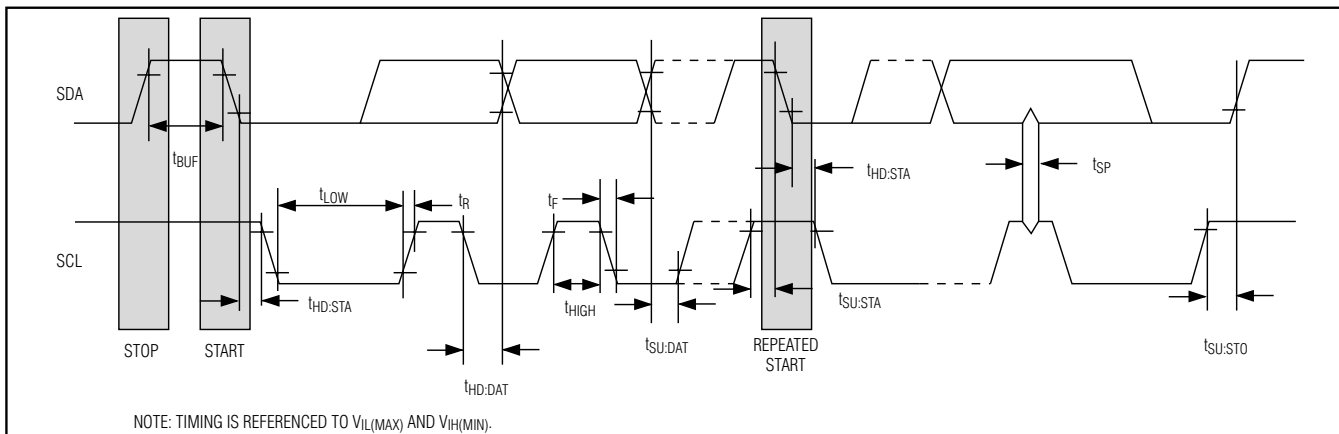 SDA
tBUF
tLOW
tR
tF
tHD:STA
tSP
SCL
tHD:STA
tHIGH
tSU:STA
tSU:DAT
tSU:STO
STOP
START
REPEATED
START
tHD:DAT
NOTE: TIMING IS REFERENCED TO VIL(MAX) AND VIH(MIN).